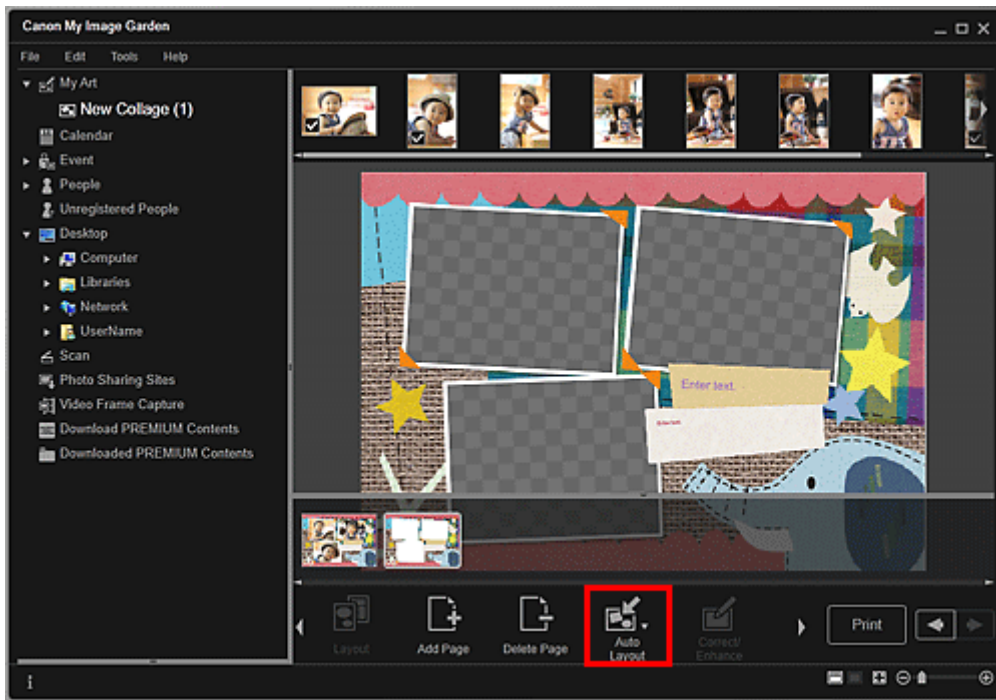 Canon My Image Garden
File Edit Tools Help
My Art
New Collage (1)
Calendar
Event
People
Unregistered People
Desktop
Computer
Libraries
Network
UserName
Scan
Photo Sharing Sites
Video Frame Capture
Download PREMIUM Contents
Downloaded PREMIUM Contents
Enter text.
Enter text.
Layout
Add Page
Delete Page
Auto
Layout
Correct/
Enhance
Print